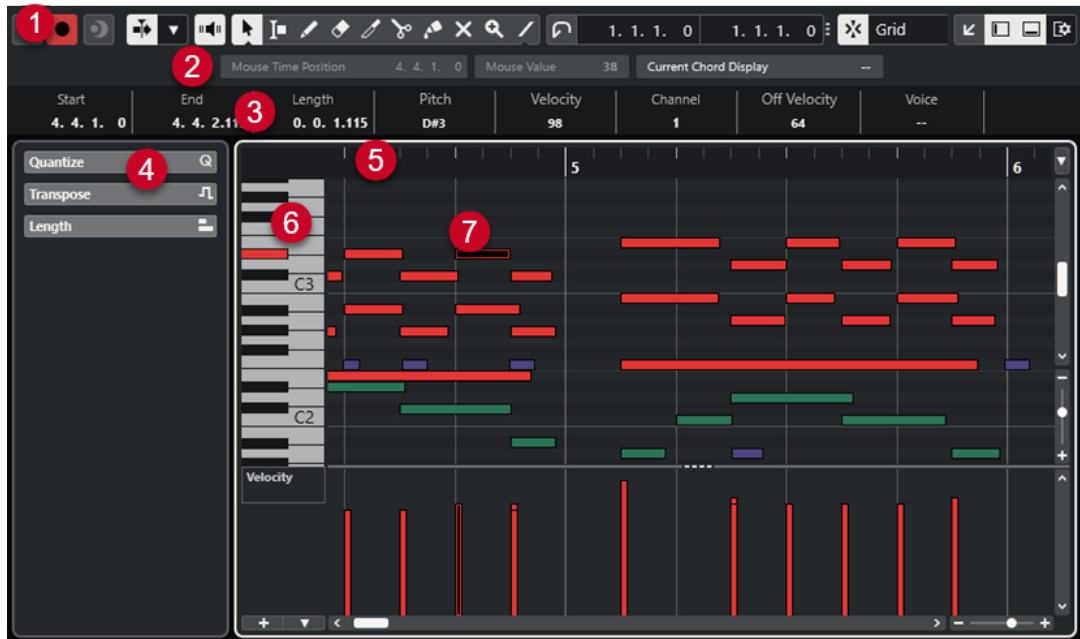 1
1. 1. 1. 0 1. 1. 1. 0 Grid
2
Mouse Time Position 4. 4. 1. 0 Mouse Value 38 Current Chord Display --
Start End Length Pitch Velocity Channel Off Velocity Voice
3
4. 4. 1. 0 4. 4. 2.11 0. 0. 1.115 D#3 98 1 64 --
Quantize
4
5
5 6
Transpose
Length
6
7
C3
C2
Velocity